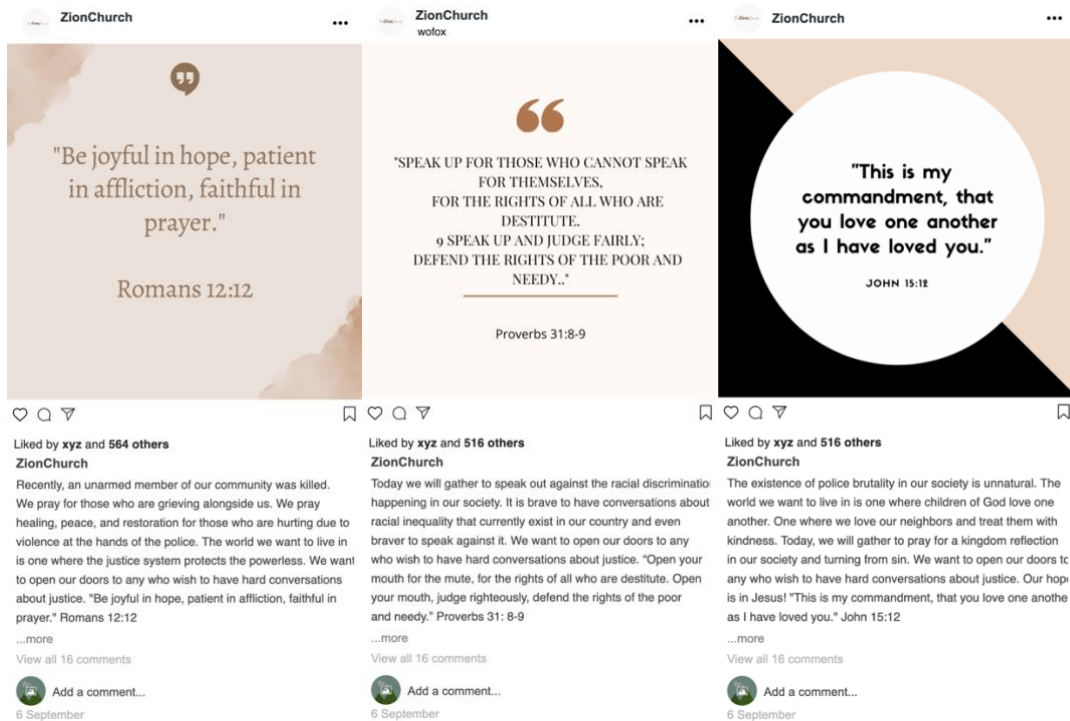 ZionChurch
"Be joyful in hope, patient
in affliction, faithful in
prayer."
Romans 12:12
Liked by xyz and 564 others
ZionChurch
Recently, an unarmed member of our community was killed.
We pray for those who are grieving alongside us. We pray
healing, peace, and restoration for those who are hurting due to
violence at the hands of the police. The world we want to live in
is one where the justice system protects the powerless. We want
to open our doors to any who wish to have hard conversations
about justice. "Be joyful in hope, patient in affliction, faithful in
prayer." Romans 12:12
...more
View all 16 comments
Add a comment...
6 September
ZionChurch
wofox
"SPEAK UP FOR THOSE WHO CANNOT SPEAK
FOR THEMSELVES,
FOR THE RIGHTS OF ALL WHO ARE
DESTITUTE.
9 SPEAK UP AND JUDGE FAIRLY;
DEFEND THE RIGHTS OF THE POOR AND
NEEDY.."
Proverbs 31:8-9
Liked by xyz and 516 others
ZionChurch
Today we will gather to speak out against the racial discriminatio
happening in our society. It is brave to have conversations about
racial inequality that currently exist in our country and even
braver to speak against it. We want to open our doors to any
who wish to have hard conversations about justice. "Open your
mouth for the mute, for the rights of all who are destitute. Open
your mouth, judge righteously, defend the rights of the poor
and needy." Proverbs 31: 8-9
...more
View all 16 comments
Add a comment...
6 September
ZionChurch
"This is my
commandment, that
you love one another
as I have loved you."
JOHN 15:12
Liked by xyz and 516 others
ZionChurch
The existence of police brutality in our society is unnatural. The
world we want to live in is one where children of God love one
another. One where we love our neighbors and treat them with
kindness. Today, we will gather to pray for a kingdom reflection
in our society and turning from sin. We want to open our doors to
any who wish to have hard conversations about justice. Our hop
is in Jesus! "This is my commandment, that you love one anothe
as I have loved you." John 15:12
...more
View all 16 comments
Add a comment...
6 September